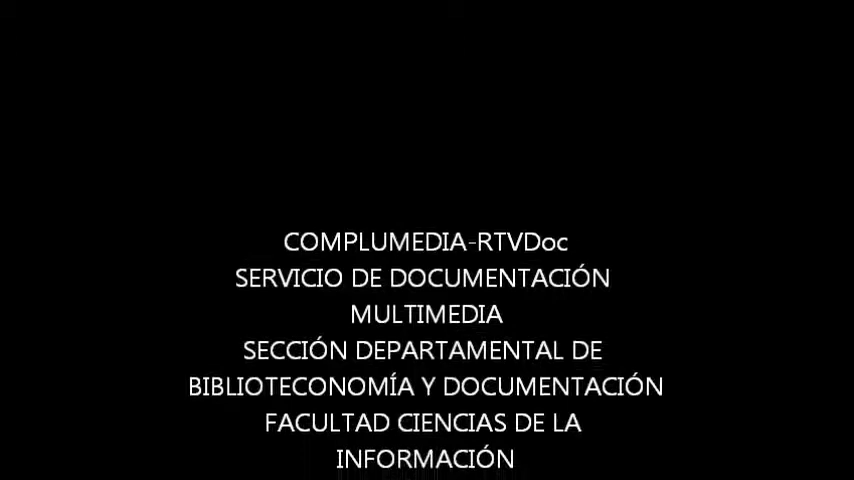 COMPLUMEDIA-RTVDoc
SERVICIO DE DOCUMENTACIÓN
MULTIMEDIA
SECCIÓN DEPARTAMENTAL DE
BIBLIOTECONOMÍA Y DOCUMENTACIÓN
FACULTAD CIENCIAS DE LA
INFORMACIÓN